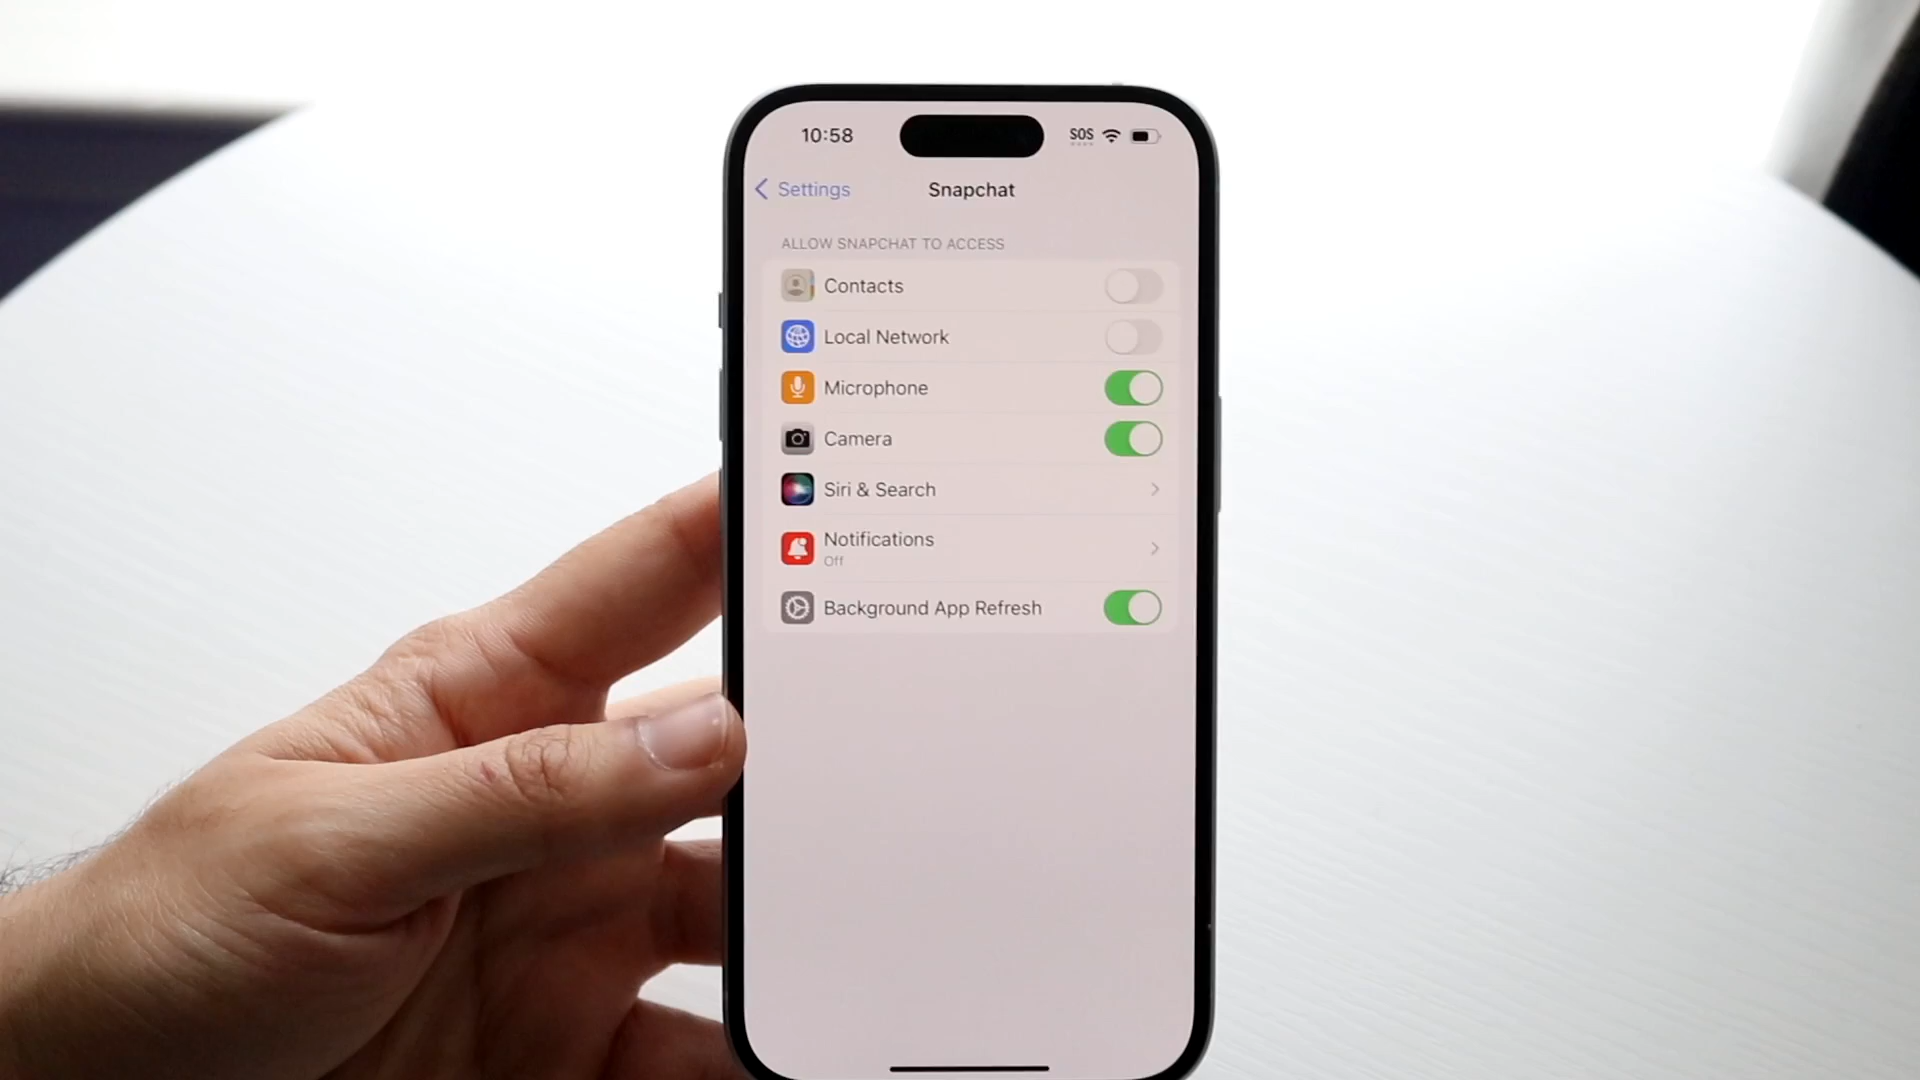 10:58 SOS
Settings Snapchat
ALLOW SNAPCHAT TO ACCESS
Contacts
Local Network
Microphone
Camera
Siri & Search
Notifications
Off
Background App Refresh